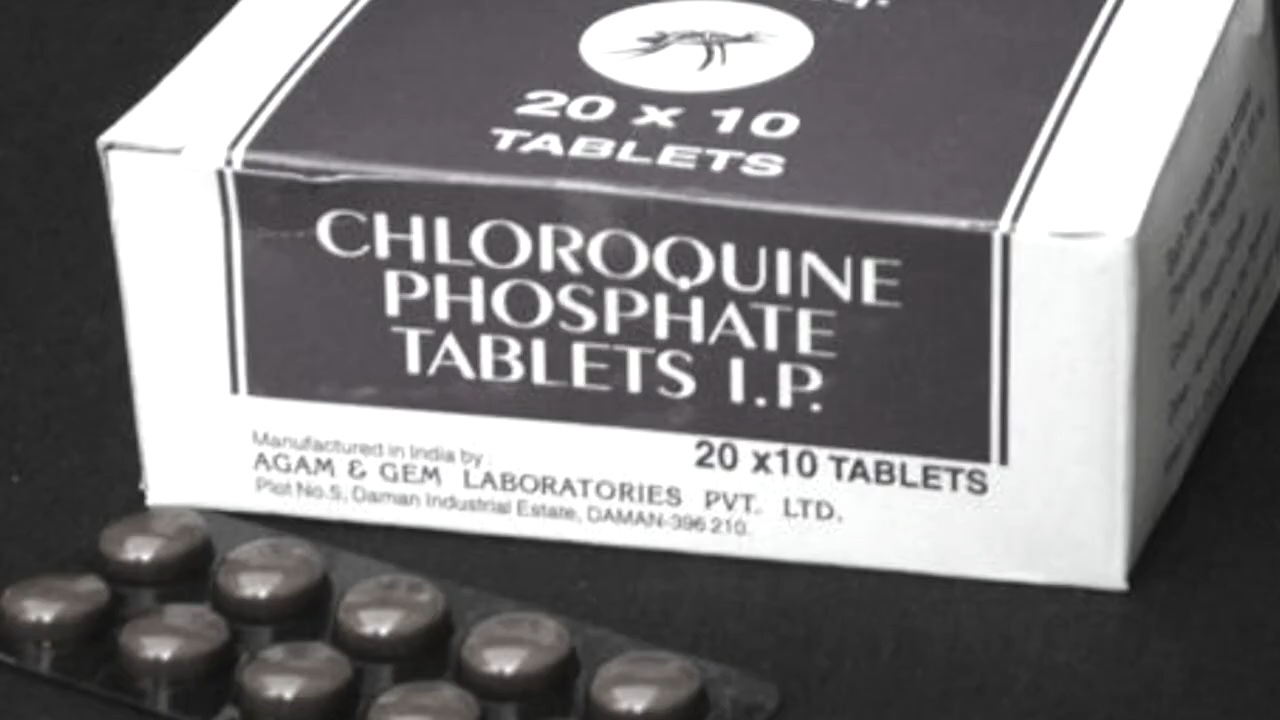 20 x 10
TABLETS
CHLOROQUINE
PHOSPHATE
TABLETS I.P.
20 x10 TABLETS
Manufactured in India by
AGAM & GEM LABORATORIES PVT. LTD.
Plot No.5, Daman Industrial Estate, DAMAN-396 210.